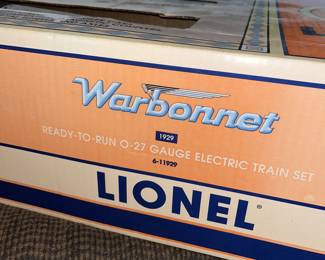 Warbonnet
1929
READY-TO-RUN O-27 GAUGE ELECTRIC TRAIN SET
6-11929
LIONEL®